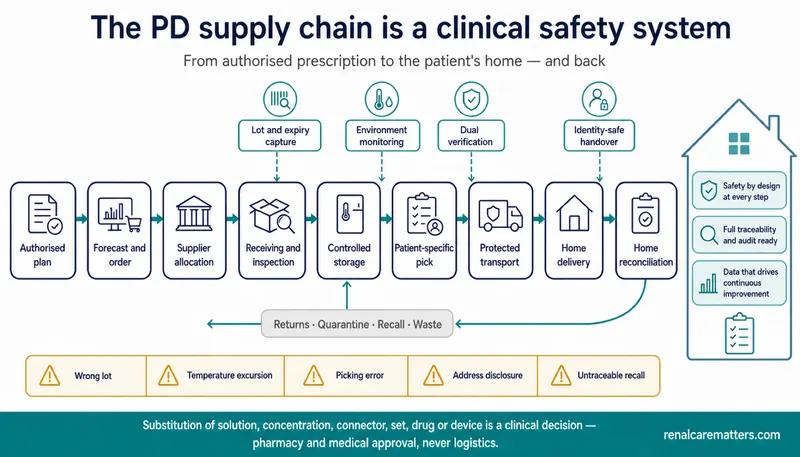 The PD supply chain is a clinical safety system
From authorised prescription to the patient's home — and back
Lot and expiry
capture
Environment
monitoring
Dual
verification
Identity-safe
handover
Authorised
plan
Forecast and
order
Supplier
allocation
Receiving and
inspection
Controlled
storage
Patient-specific
pick
Protected
transport
Home
delivery
Home
reconciliation
Safety by design
at every step
Full traceability
and audit ready
Data that drives
continuous
improvement
Returns · Quarantine · Recall · Waste
Wrong lot
Temperature excursion
Picking error
Address disclosure
Untraceable recall
Substitution of solution, concentration, connector, set, drug or device is a clinical decision —
pharmacy and medical approval, never logistics.
renalcarematters.com